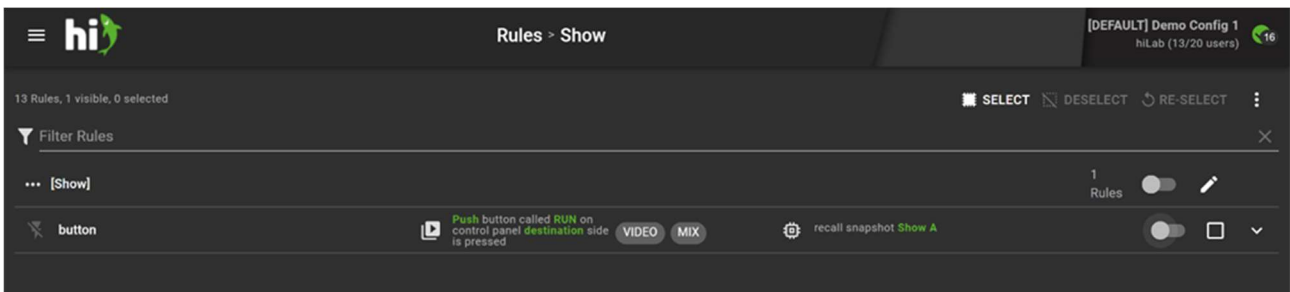 hi
Rules > Show
[DEFAULT] Demo Config 1
hiLab (13/20 users)
16
13 Rules, 1 visible, 0 selected
SELECT
DESELECT
RE-SELECT
Filter Rules
[Show]
1
Rules
button
Push button called RUN on
control panel destination side
is pressed
VIDEO
MIX
recall snapshot Show A